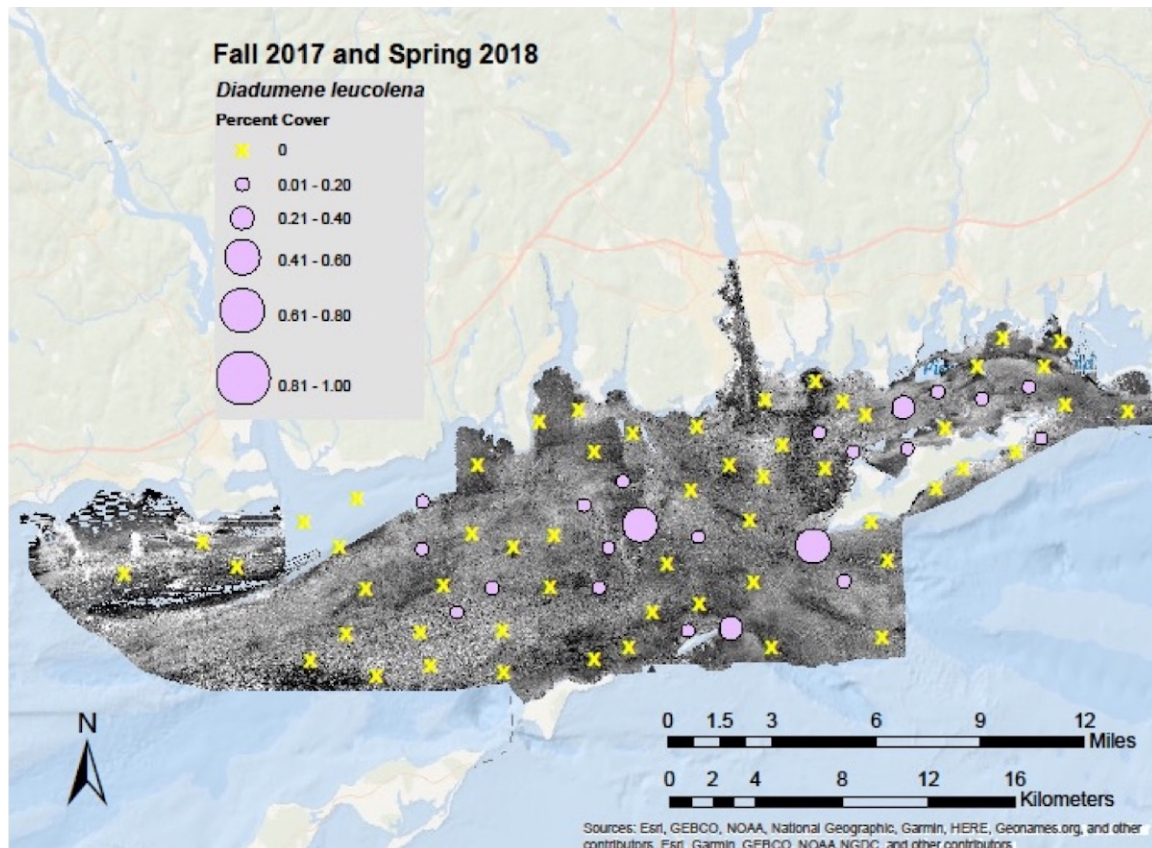 Fall 2017 and Spring 2018
Diadumene leucolena
Percent Cover
X 0
0.01 - 0.20
0.21 - 0.40
0.41 - 0.60
0.61 - 0.80
0.81 - 1.00
N
0 1.5 3 6 9 12
Miles
0 2 4 8 12 16
Kilometers
Sources: Esri, GEBCO, NOAA, National Geographic, Garmin, HERE, Geonames.org, and other
contributors, Esri, Garmin, GEBCO, NOAA NGDC, and other contributors